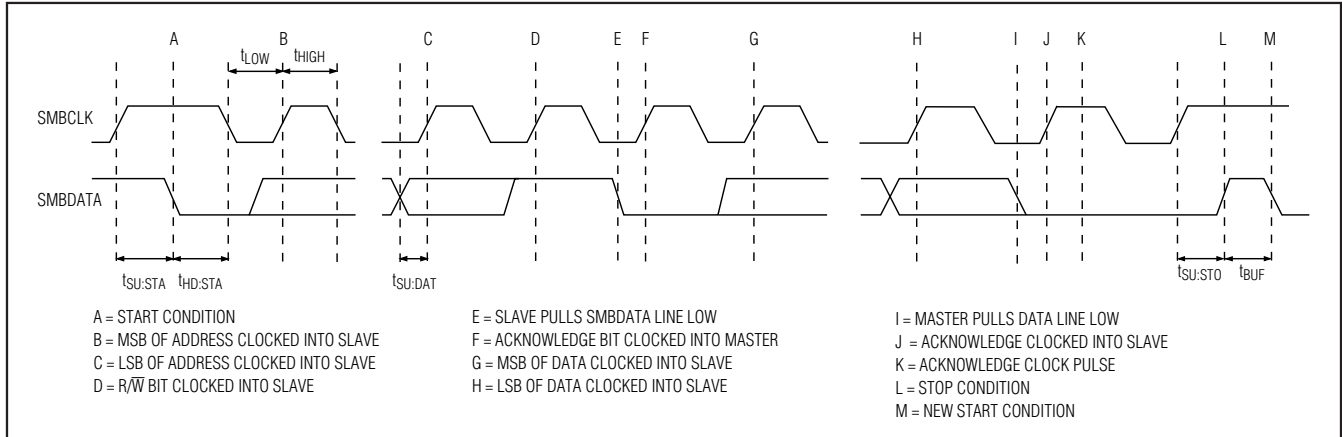 A B C D E F G H I J K L M
tLOW tHIGH
SMBCLK
SMBDATA
tSU:STA tHD:STA tSU:DAT tSU:STO tBUF
A = START CONDITION
B = MSB OF ADDRESS CLOCKED INTO SLAVE
C = LSB OF ADDRESS CLOCKED INTO SLAVE
D = R/W̅ BIT CLOCKED INTO SLAVE
E = SLAVE PULLS SMBDATA LINE LOW
F = ACKNOWLEDGE BIT CLOCKED INTO MASTER
G = MSB OF DATA CLOCKED INTO SLAVE
H = LSB OF DATA CLOCKED INTO SLAVE
I = MASTER PULLS DATA LINE LOW
J = ACKNOWLEDGE CLOCKED INTO SLAVE
K = ACKNOWLEDGE CLOCK PULSE
L = STOP CONDITION
M = NEW START CONDITION